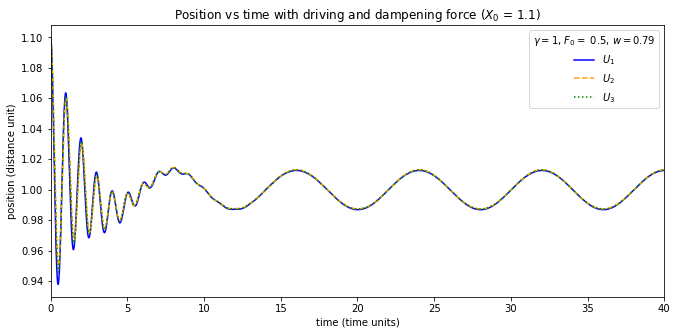 Position vs time with driving and dampening force (X₀ = 1.1)
γ = 1, F₀ = 0.5, w = 0.79
U₁
U₂
U₃
position (distance unit)
1.10
1.08
1.06
1.04
1.02
1.00
0.98
0.96
0.94
0 5 10 15 20 25 30 35 40
time (time units)